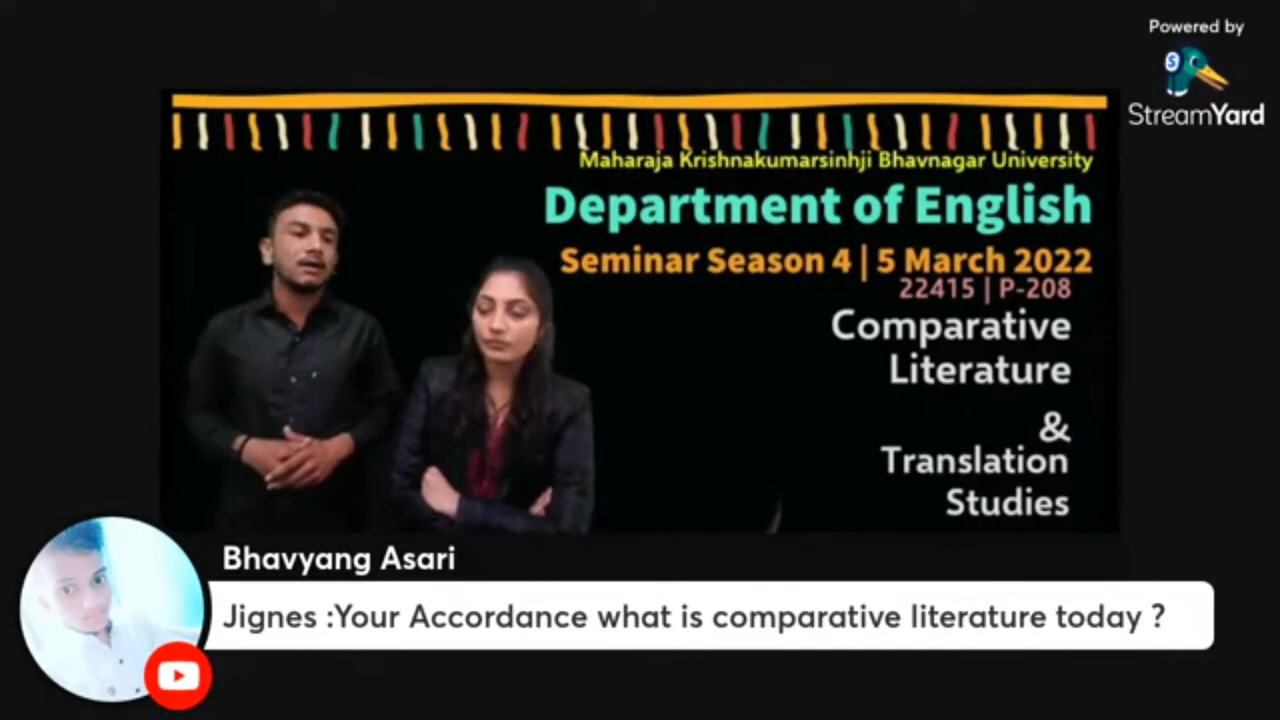 Powered by
StreamYard
Maharaja Krishnakumarsinhji Bhavnagar University
Department of English
Seminar Season 4 | 5 March 2022
22415 | P-208
Comparative
Literature
&
Translation
Studies
Bhavyang Asari
Jignes :Your Accordance what is comparative literature today ?